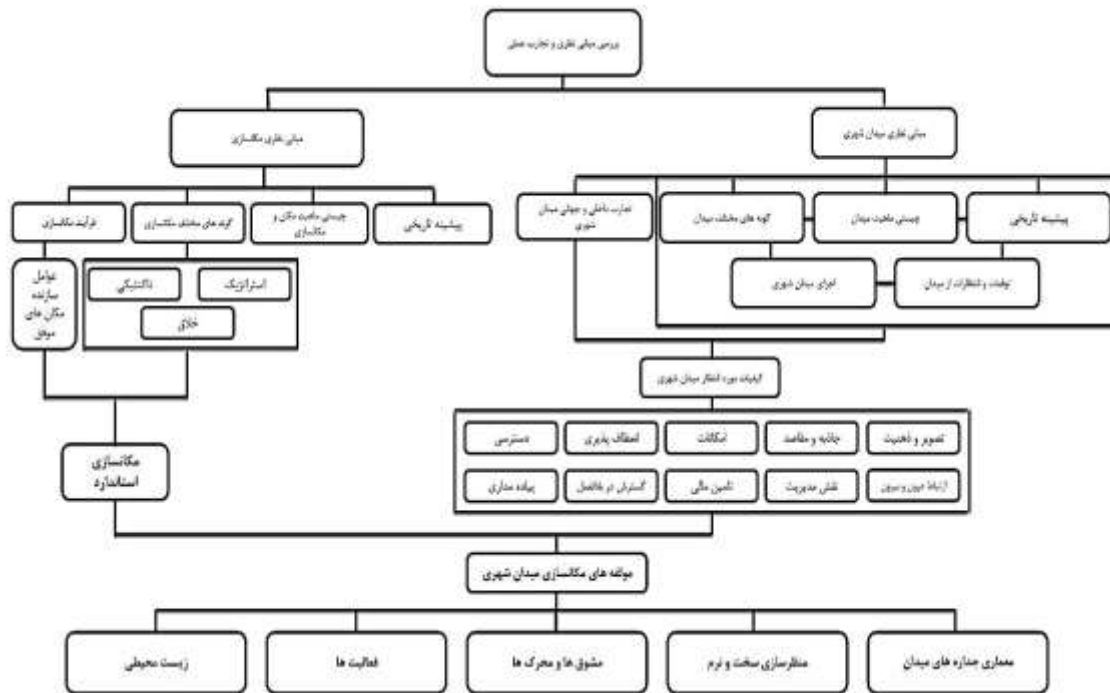 بررسی مبانی نظری و تجارب عملی
مبانی نظری میدان شهری
مبانی نظری مکانسازی
پیشینه تاریخی
چیستی ماهیت میدان
گونه های مختلف میدان
تجارب داخلی و جهانی میدان
شهری
پیشینه تاریخی
چیستی ماهیت مکان و
مکانسازی
گونه های مختلف مکانسازی
فرآیند مکانسازی
توقعات و انتظارات از میدان
اجزای میدان شهری
استراتژیک
تاکتیکی
خلاق
عوامل
سازنده
مکان های
موفق
کیفیات مورد انتظار میدان شهری
تصویر و ذهنیت
جاذبه و مقاصد
امکانات
انعطاف پذیری
دسترسی
ارتباط درون و بیرون
نقش مدیریت
تأمین مالی
گسترش در بلافصل
پیاده مداری
مکانسازی
استاندارد
مولفه های مکانسازی میدان شهری
معماری جداره های میدان
منظرسازی سخت و نرم
مشوق‌ها و محرک ها
فعالیت ها
زیست محیطی